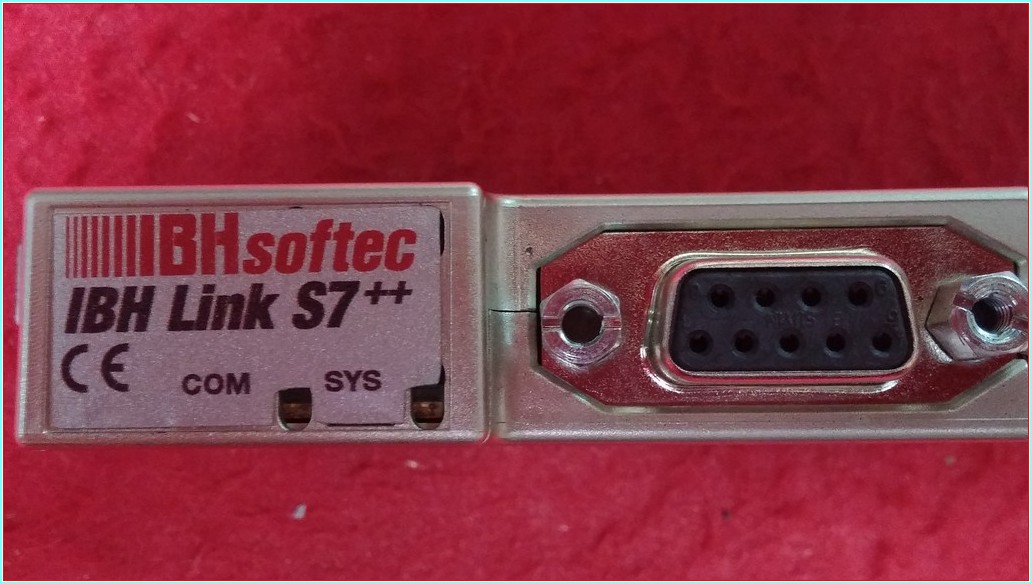 IBHsoftec
IBH Link S7++
CE
COM SYS